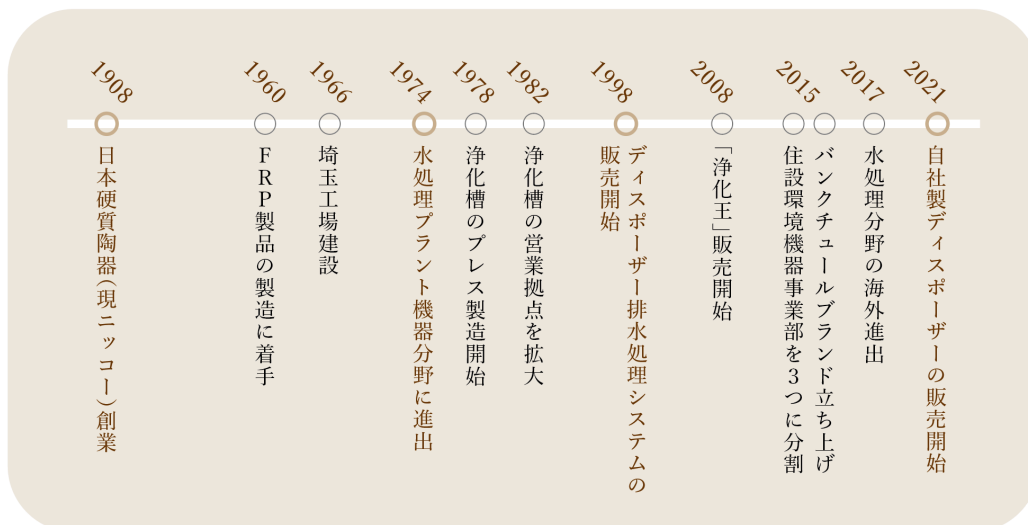 1908
日本硬質陶器(現ニッコー)創業
1960
FRP製品の製造に着手
1966
埼玉工場建設
1974
水処理プラント機器分野に進出
1978
浄化槽のプレス製造開始
1982
浄化槽の営業拠点を拡大
1998
ディスポーザー排水処理システムの
販売開始
2008
「浄化王」販売開始
2015
住設環境機器事業部を3つに分割
バンクチュールブランド立ち上げ
2017
水処理分野の海外進出
2021
自社製ディスポーザーの販売開始